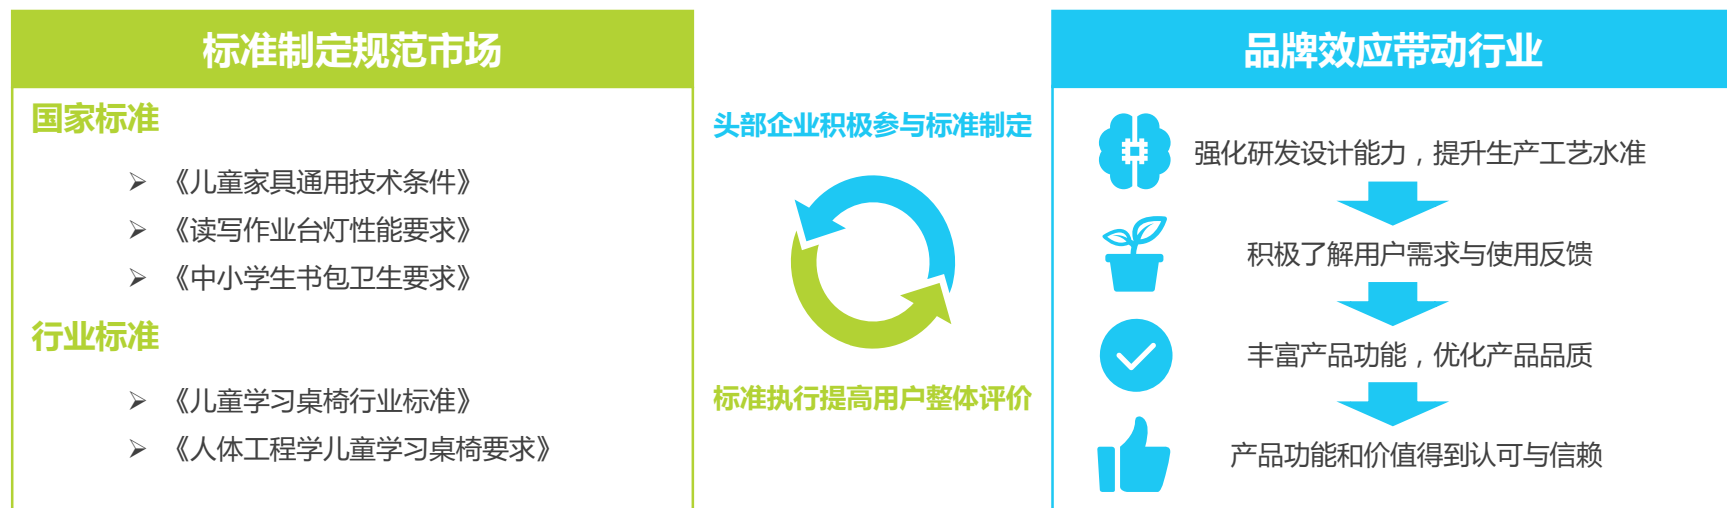 标准制定规范市场
国家标准
《儿童家具通用技术条件》
《读写作业台灯性能要求》
《中小学生书包卫生要求》
行业标准
《儿童学习桌椅行业标准》
《人体工程学儿童学习桌椅要求》
头部企业积极参与标准制定
标准执行提高用户整体评价
品牌效应带动行业
强化研发设计能力，提升生产工艺水准
积极了解用户需求与使用反馈
丰富产品功能，优化产品品质
产品功能和价值得到认可与信赖